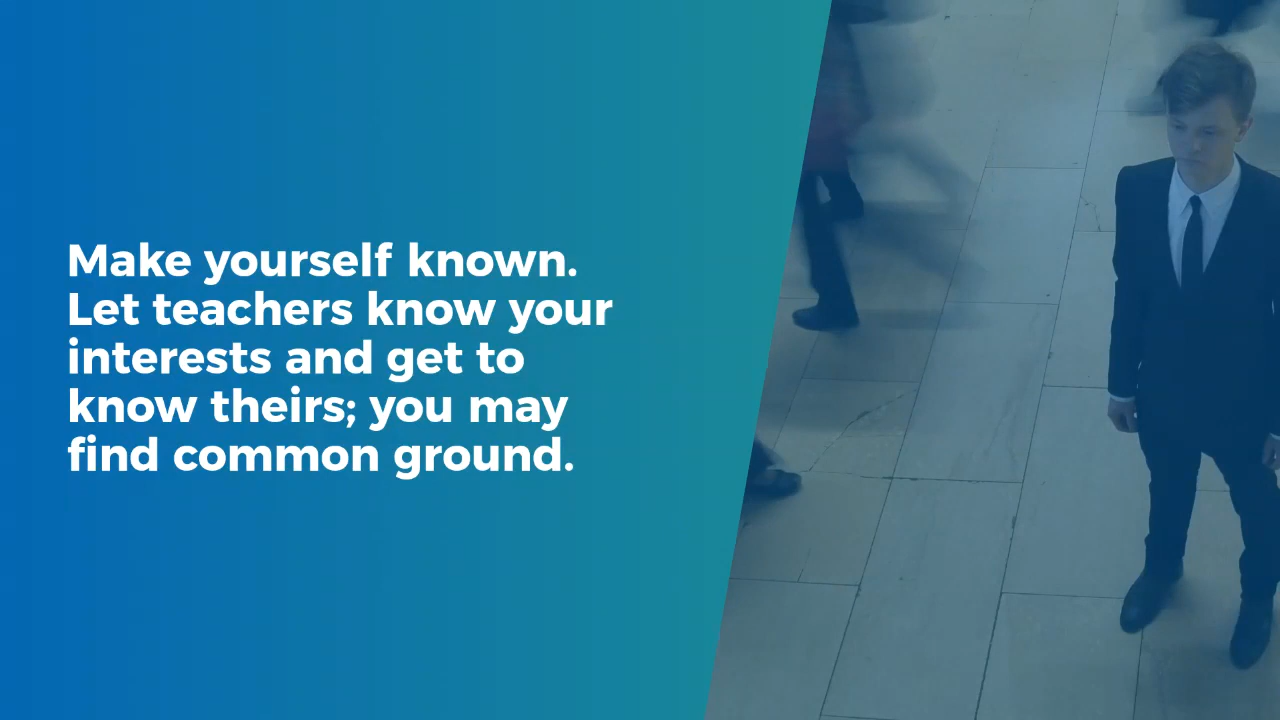 Make yourself known.
Let teachers know your
interests and get to
know theirs; you may
find common ground.